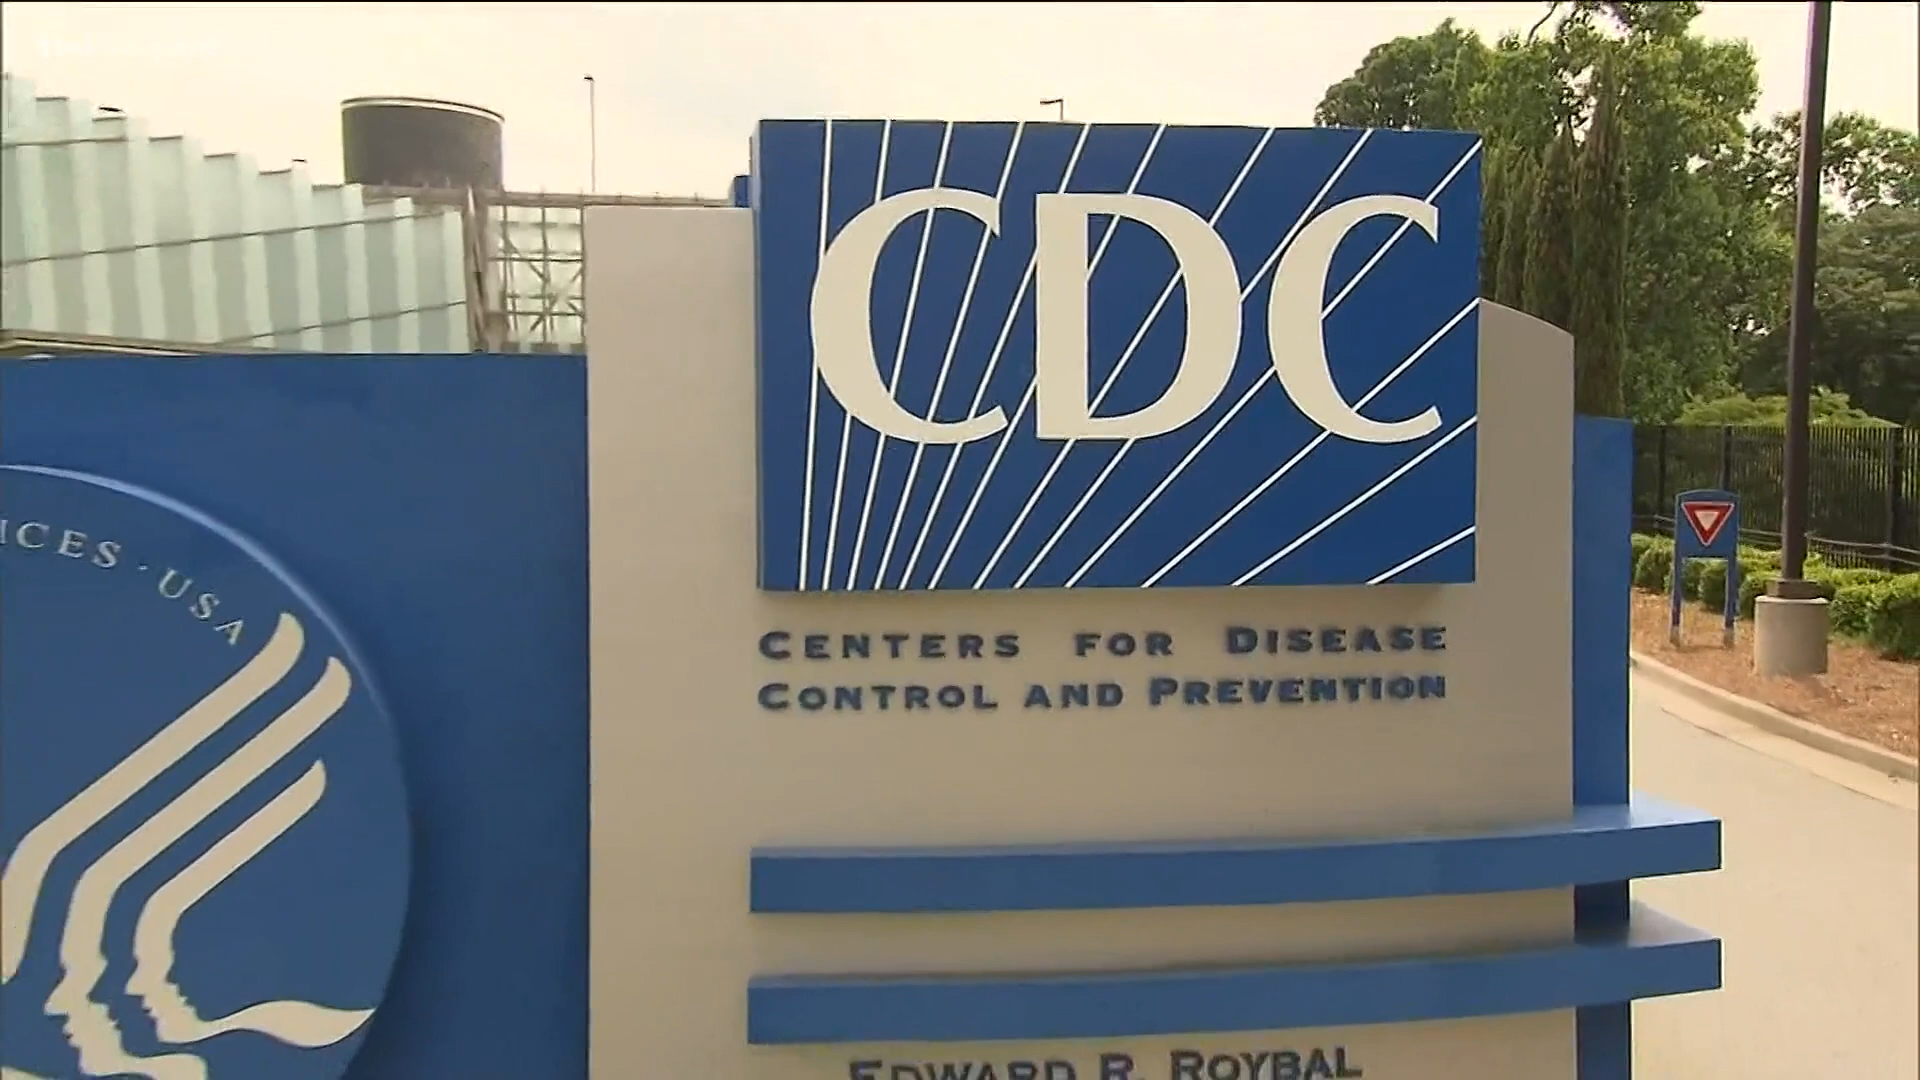 CDC
CENTERS FOR DISEASE
CONTROL AND PREVENTION
EDWARD R. ROYBAL
ICES · USA